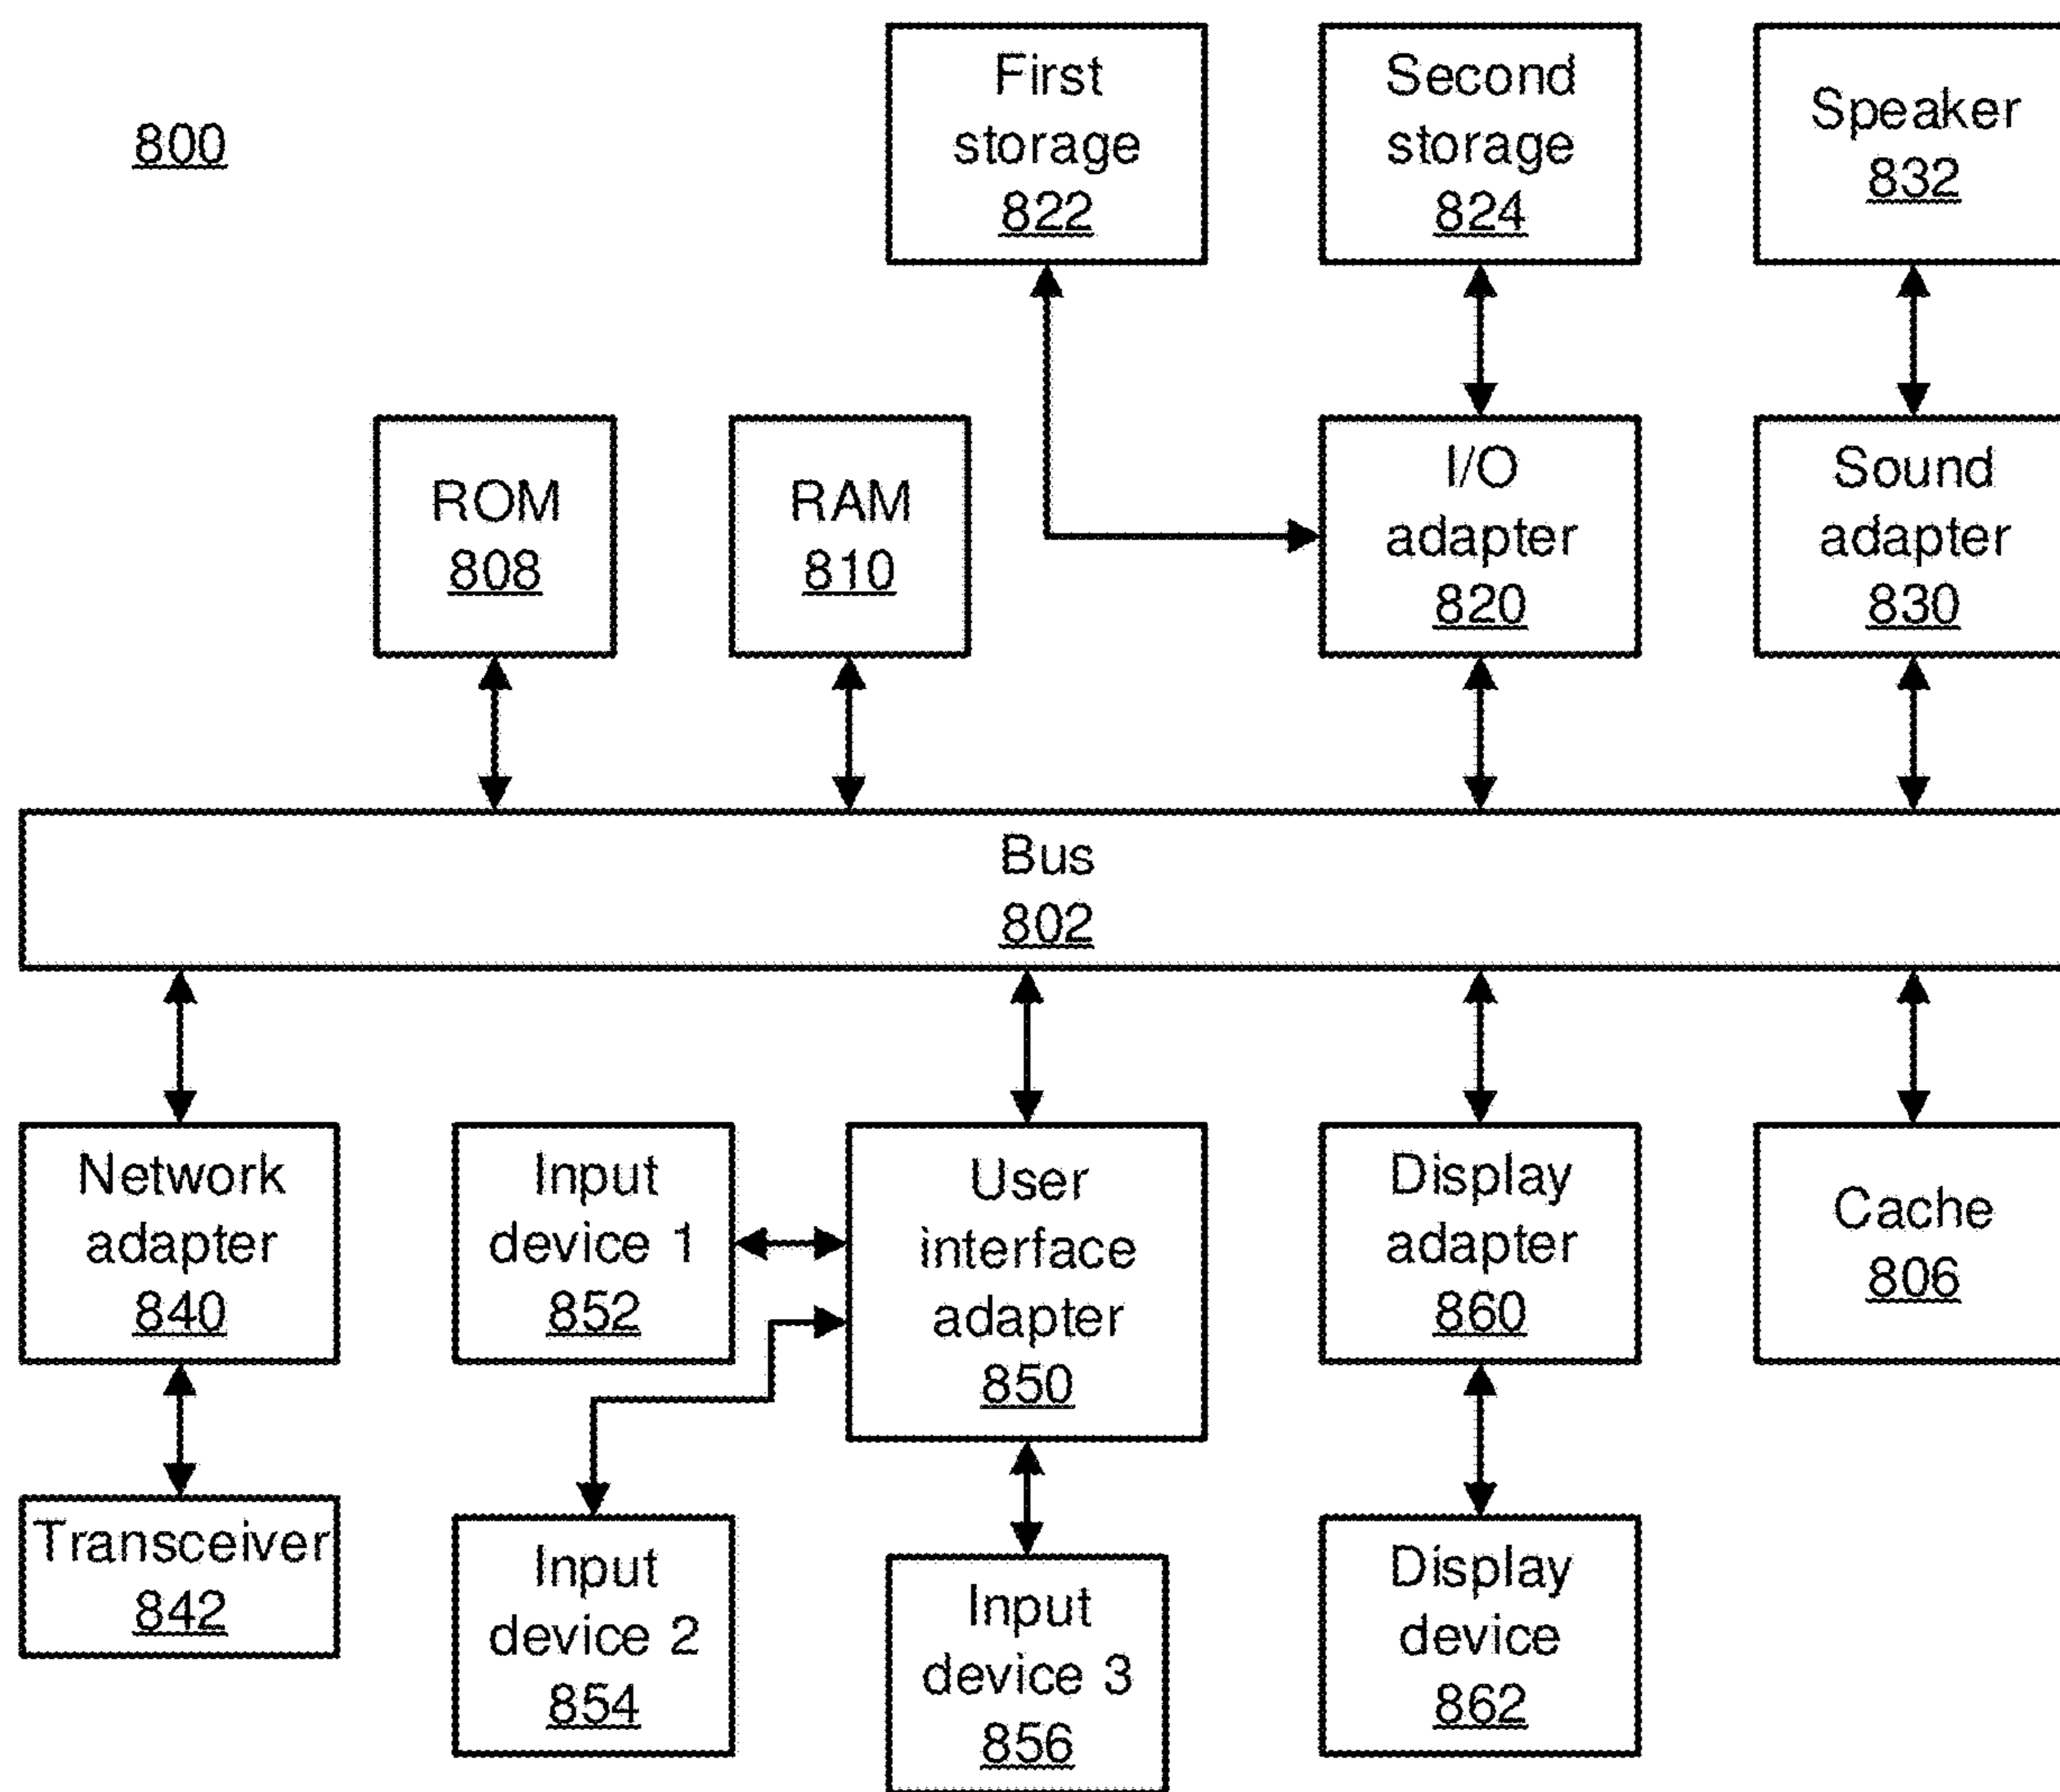 800
First
storage
822
Second
storage
824
Speaker
832
ROM
808
RAM
810
I/O
adapter
820
Sound
adapter
830
Bus
802
Network
adapter
840
Input
device 1
852
User
interface
adapter
850
Display
adapter
860
Cache
806
Transceiver
842
Input
device 2
854
Input
device 3
856
Display
device
862